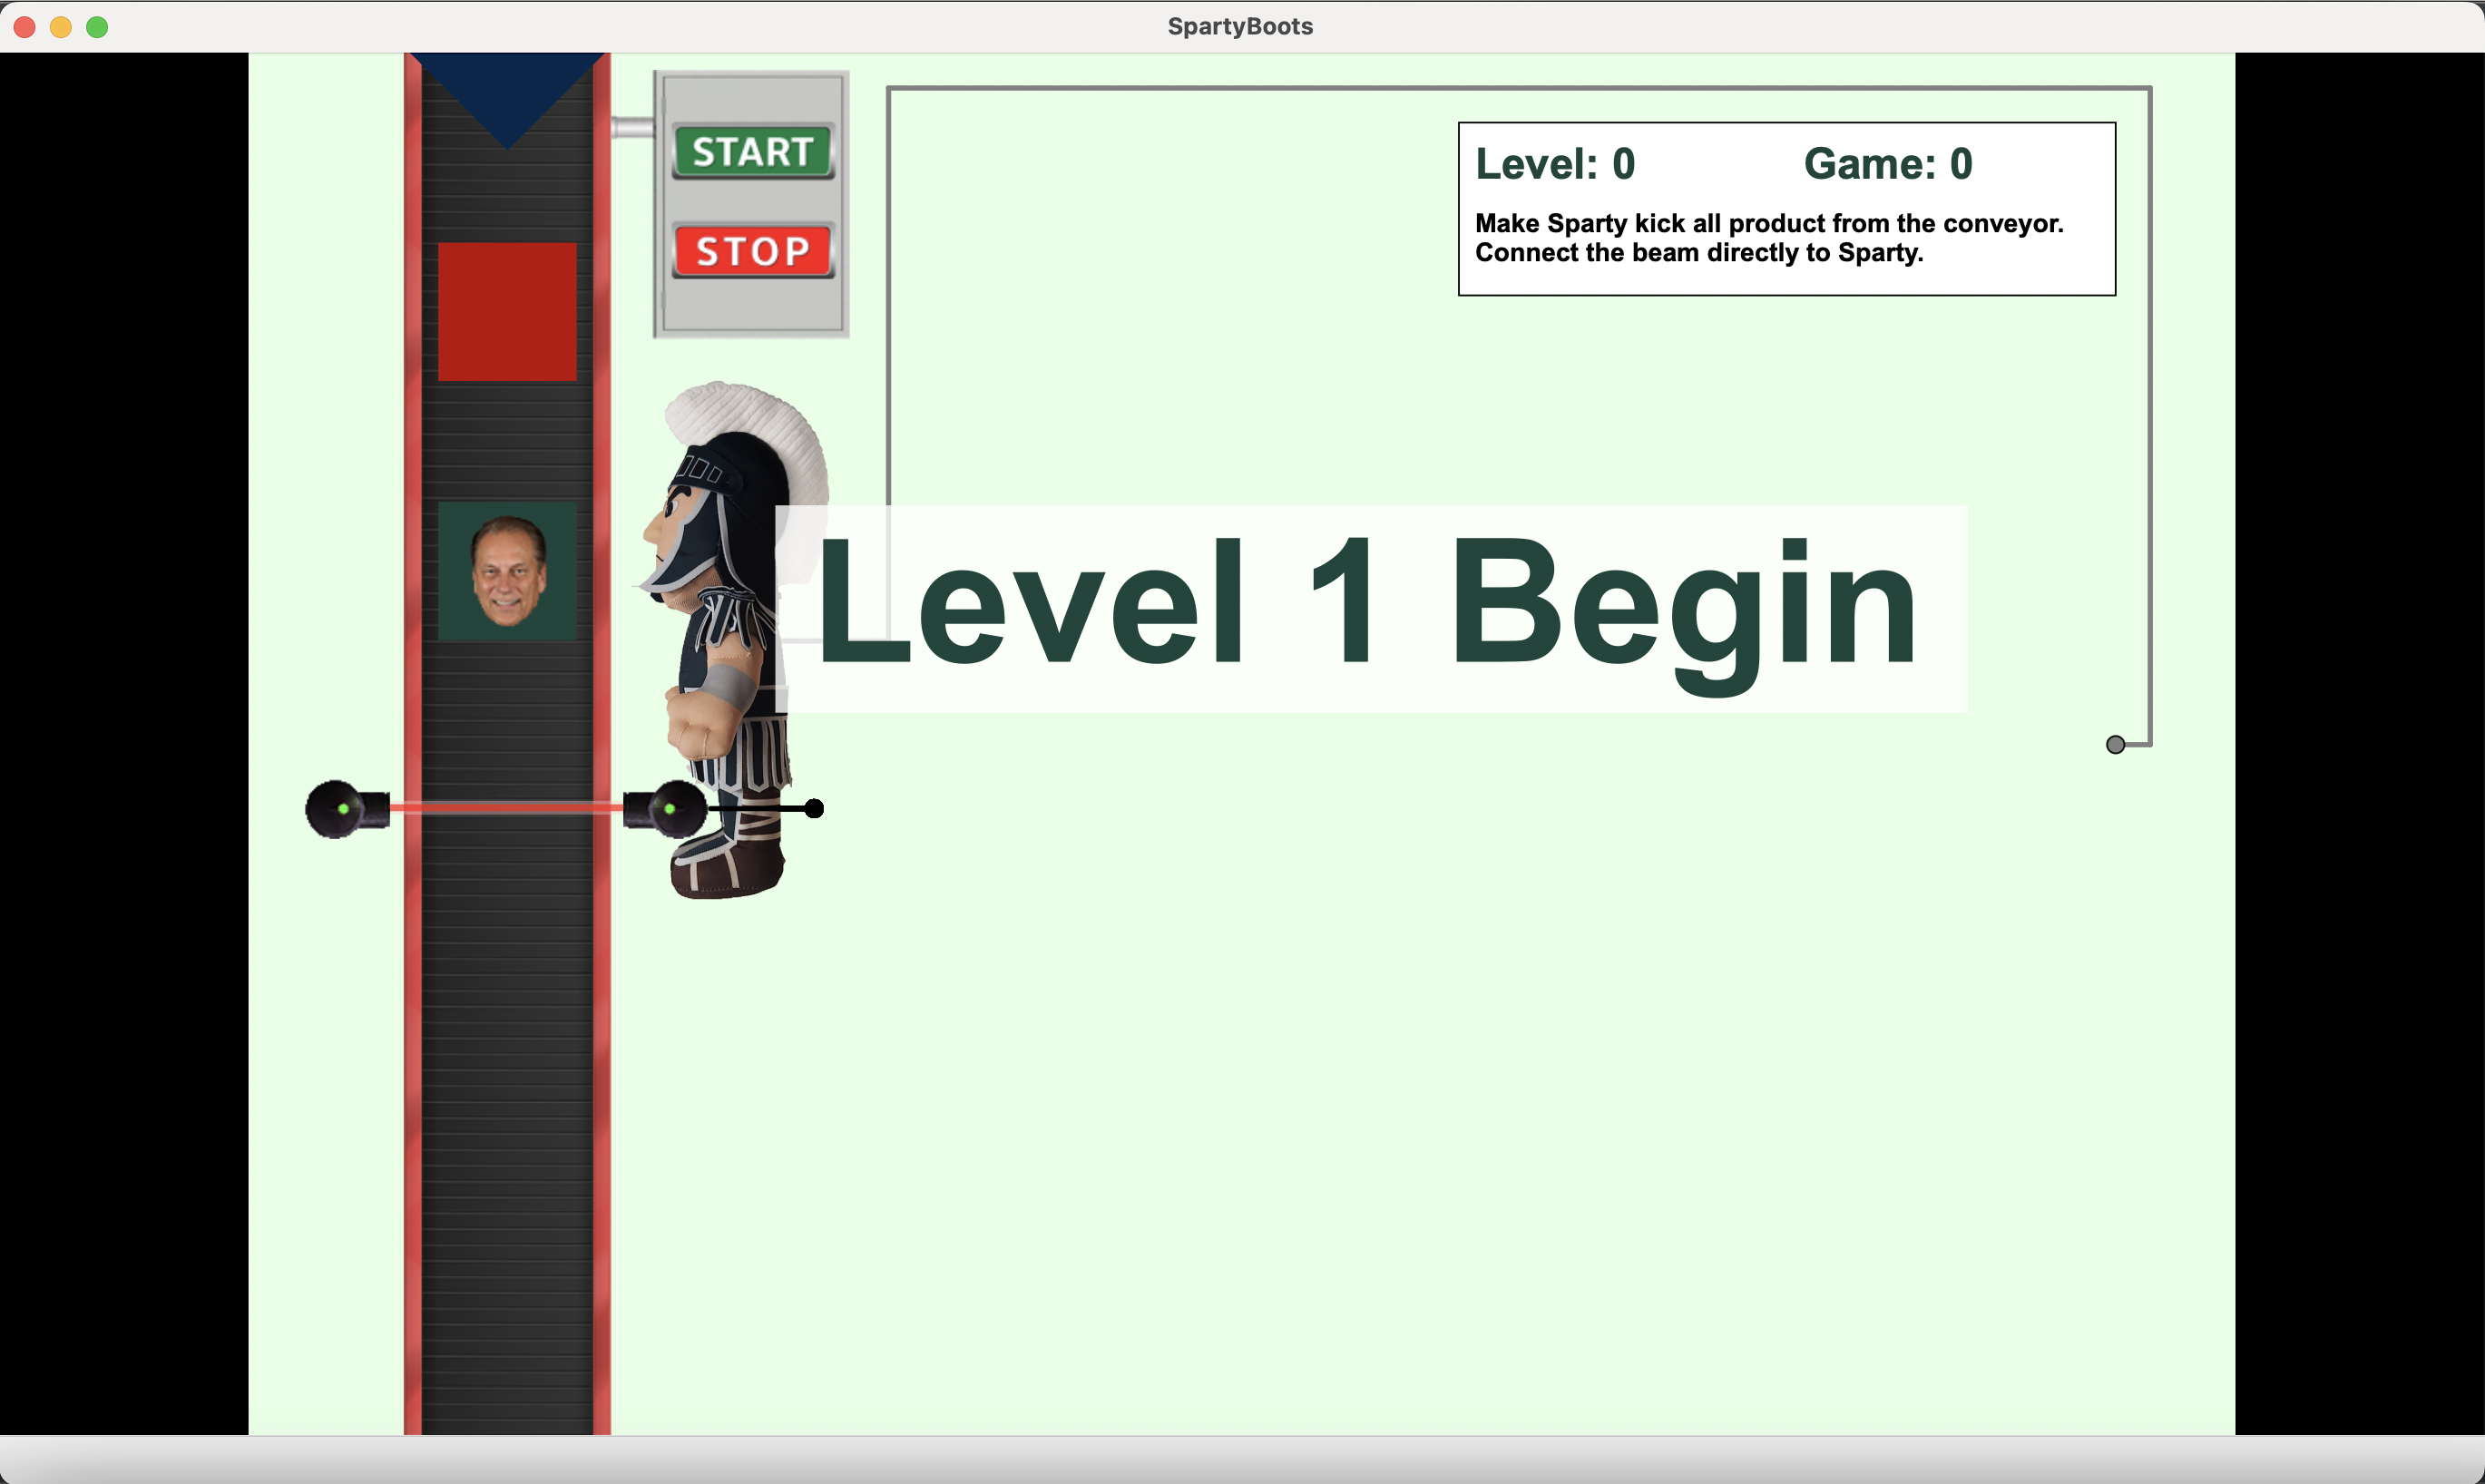 SpartyBoots
START
STOP
Level: 0 Game: 0
Make Sparty kick all product from the conveyor.
Connect the beam directly to Sparty.
Level 1 Begin